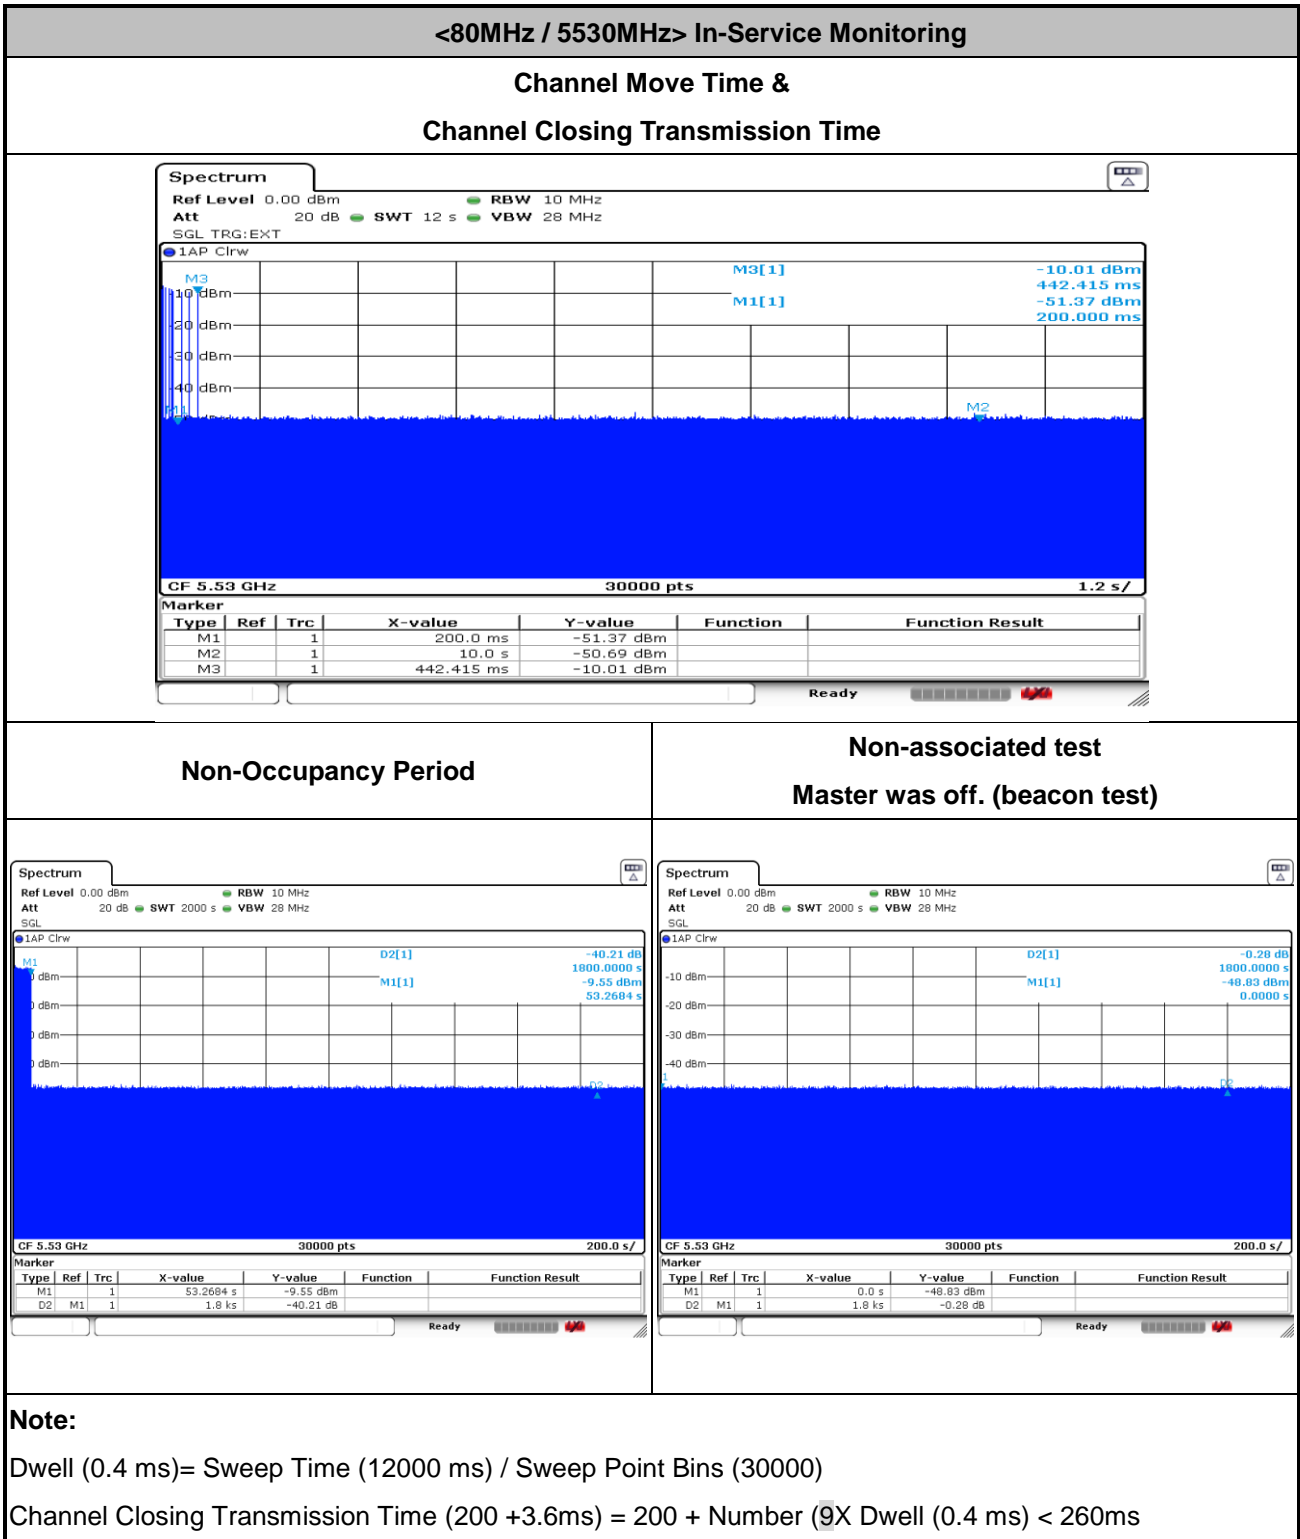 <80MHz / 5530MHz> In-Service Monitoring
Channel Move Time &
Channel Closing Transmission Time
Spectrum
Ref Level 0.00 dBm RBW 10 MHz
Att 20 dB SWT 12 s VBW 28 MHz
SGL TRG:EXT
1AP Clrw
M3[1] -10.01 dBm
442.415 ms
M1[1] -51.37 dBm
200.000 ms
M3
-10 dBm
-20 dBm
-30 dBm
-40 dBm
M1
M2
CF 5.53 GHz 30000 pts 1.2 s/
Marker
Type Ref Trc X-value Y-value Function Function Result
M1 1 200.0 ms -51.37 dBm
M2 1 10.0 s -50.69 dBm
M3 1 442.415 ms -10.01 dBm
Ready
Non-Occupancy Period
Non-associated test
Master was off. (beacon test)
Spectrum
Ref Level 0.00 dBm RBW 10 MHz
Att 20 dB SWT 2000 s VBW 28 MHz
SGL
1AP Clrw
D2[1] -40.21 dB
1800.0000 s
M1[1] -9.55 dBm
53.2684 s
M1
0 dBm
0 dBm
0 dBm
0 dBm
D2
CF 5.53 GHz 30000 pts 200.0 s/
Marker
Type Ref Trc X-value Y-value Function Function Result
M1 1 53.2684 s -9.55 dBm
D2 M1 1 1.8 ks -40.21 dB
Ready
Spectrum
Ref Level 0.00 dBm RBW 10 MHz
Att 20 dB SWT 2000 s VBW 28 MHz
SGL
1AP Clrw
D2[1] -0.28 dB
1800.0000 s
M1[1] -48.83 dBm
0.0000 s
-10 dBm
-20 dBm
-30 dBm
-40 dBm
1
D2
CF 5.53 GHz 30000 pts 200.0 s/
Marker
Type Ref Trc X-value Y-value Function Function Result
M1 1 0.0 s -48.83 dBm
D2 M1 1 1.8 ks -0.28 dB
Ready
Note:
Dwell (0.4 ms)= Sweep Time (12000 ms) / Sweep Point Bins (30000)
Channel Closing Transmission Time (200 +3.6ms) = 200 + Number (9X Dwell (0.4 ms) < 260ms